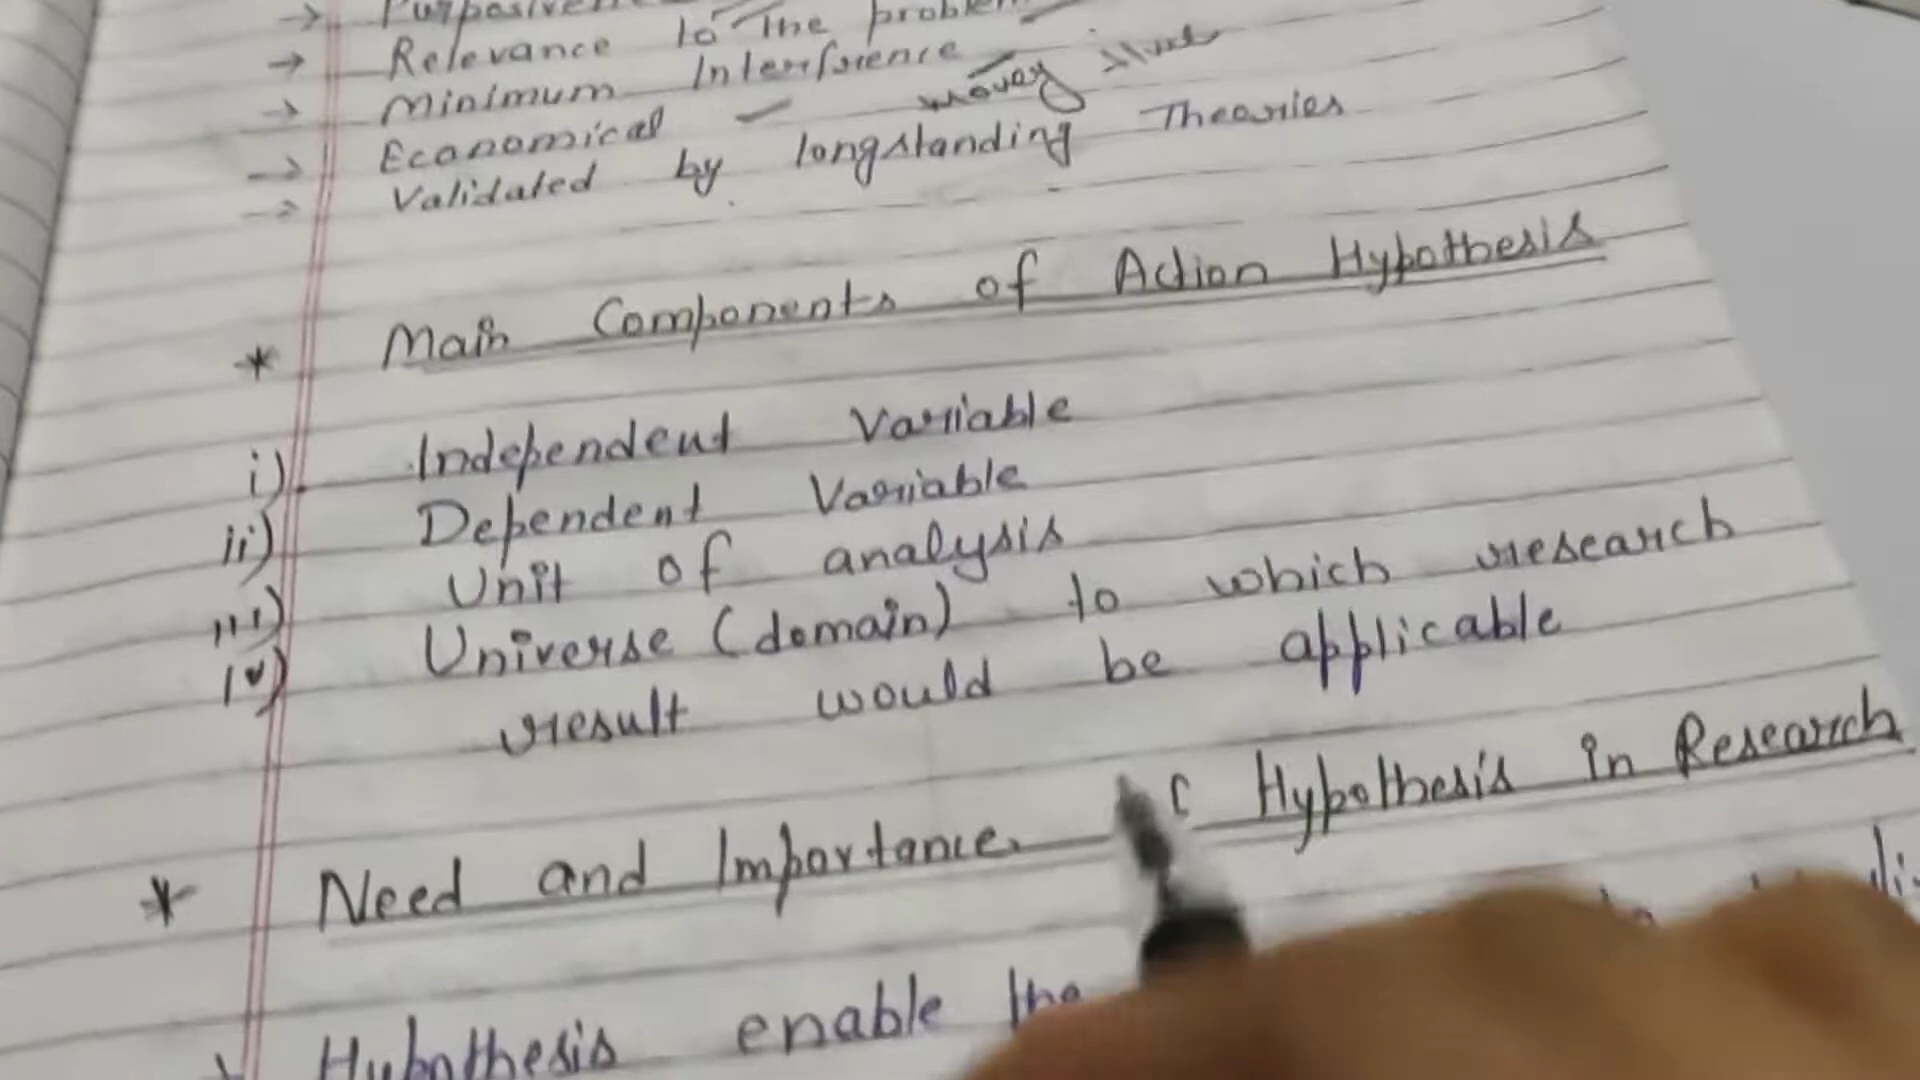 → Purposive
→ Relevance to the problem
→ Minimum Interference
→ Economical money
→ Validated by longstanding Theories
* Main Components of Action Hypothesis
i) Independent Variable
ii) Dependent Variable
iii) Unit of analysis
iv) Universe (domain) to which research
result would be applicable
* Need and Importance Hypothesis in Research
Hypothesis enable the